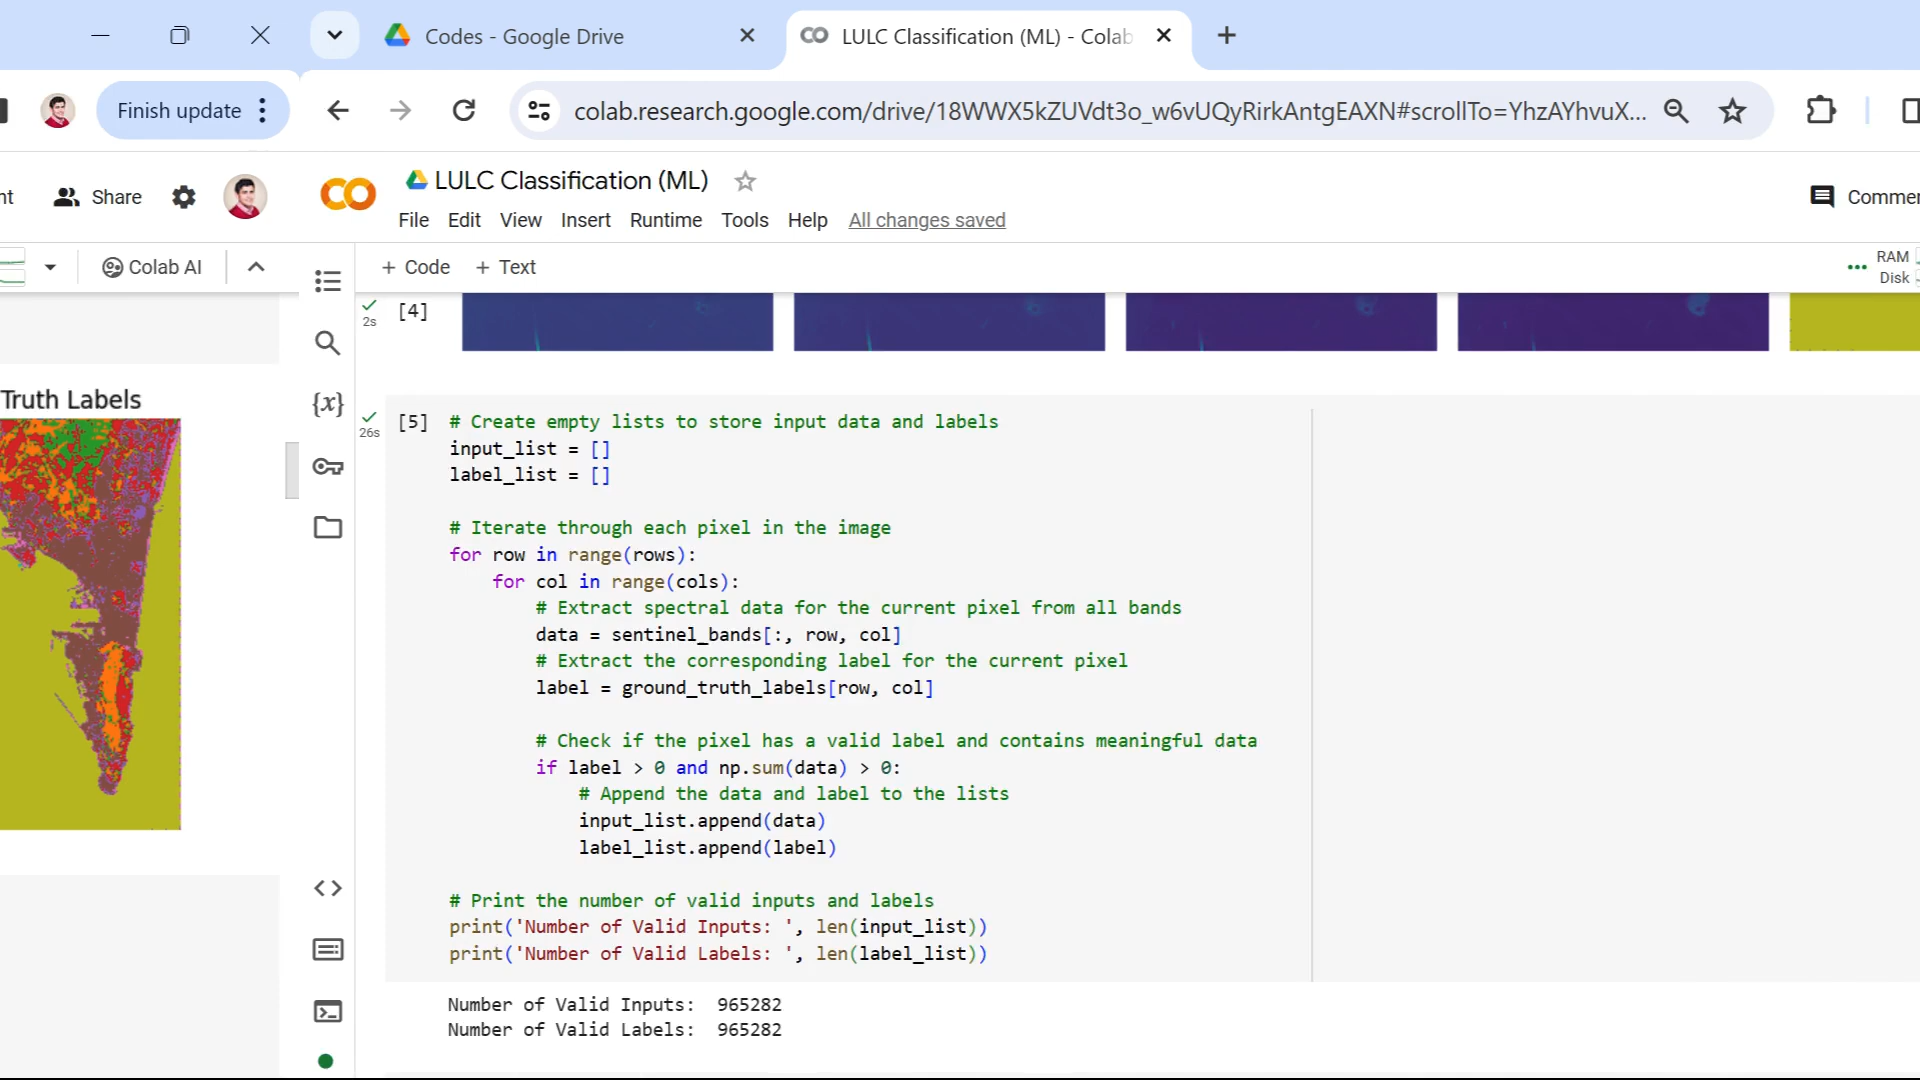 Codes - Google Drive
LULC Classification (ML) - Colab
Finish update
colab.research.google.com/drive/18WWX5kZUVdt3o_w6vUQyRirkAntgEAXN#scrollTo=YhzAYhvuX...
nt
Share
LULC Classification (ML)
File Edit View Insert Runtime Tools Help All changes saved
Commer
Colab AI
+ Code + Text
RAM
Disk
2s
[4]
Truth Labels
{x}
26s
[5]
# Create empty lists to store input data and labels
input_list = []
label_list = []
# Iterate through each pixel in the image
for row in range(rows):
for col in range(cols):
# Extract spectral data for the current pixel from all bands
data = sentinel_bands[:, row, col]
# Extract the corresponding label for the current pixel
label = ground_truth_labels[row, col]
# Check if the pixel has a valid label and contains meaningful data
if label > 0 and np.sum(data) > 0:
# Append the data and label to the lists
input_list.append(data)
label_list.append(label)
# Print the number of valid inputs and labels
print('Number of Valid Inputs: ', len(input_list))
print('Number of Valid Labels: ', len(label_list))
Number of Valid Inputs:  965282
Number of Valid Labels:  965282